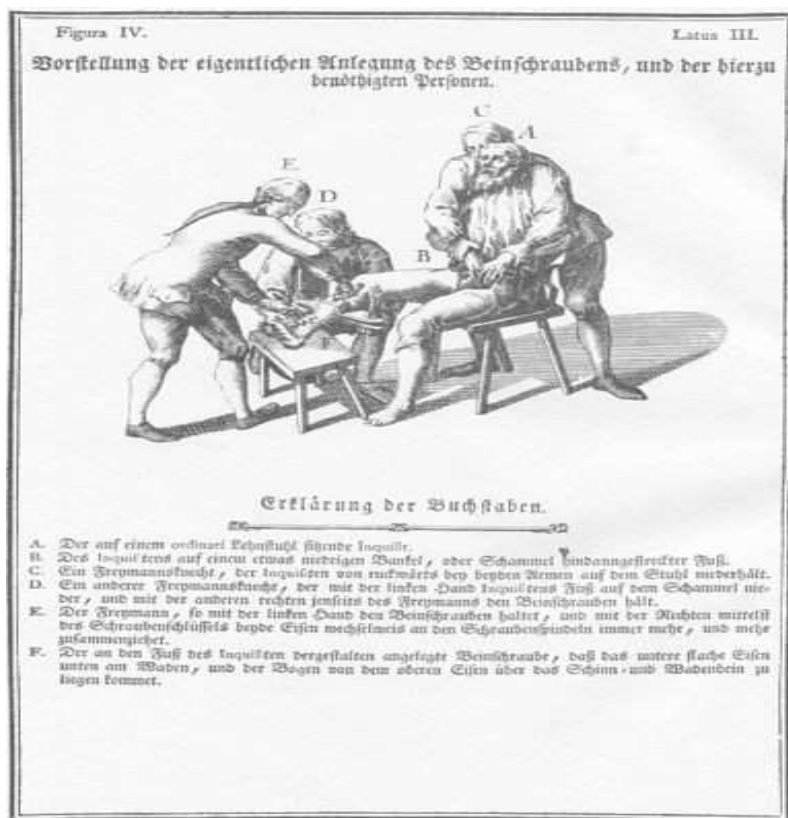 Figura IV. Latus III.
Vorstellung der eigentlichen Anlegung des Beinschraubens, und der hierzu
benöthigten Personen.
C
A
E
D
B
F
Erklärung der Buchstaben.
A. Der auf einem ordinari Lehnstuhl sitzende Inquisit.
B. Des Inquisitens auf einem etwas niedrigen Bankel, oder Schammel hindanngestreckter Fuß.
C. Ein Freymannsknecht, der Inquisiten von ruckwärts bey beyden Armen auf dem Stuhl niederhält.
D. Ein anderer Freymannsknecht, der mit der linken Hand Inquisitens Fuß auf dem Schammel nie-
der, und mit der anderen rechten jenseits des Freymanns den Beinschrauben hält.
E. Der Freymann, so mit der linken Hand den Beinschrauben haltet, und mit der Rechten mittelst
des Schraubenschlüssels beyde Eisen wechselweis an den Schraubenspindeln immer mehr, und mehr
zusammenziehet.
F. Der an den Fuß des Inquisiten dergestalten angelegte Beinschraube, daß das untere flache Eisen
unten am Waden, und der Bogen von dem oberen Eisen über das Schinn- und Wadenbein zu
liegen kommet.